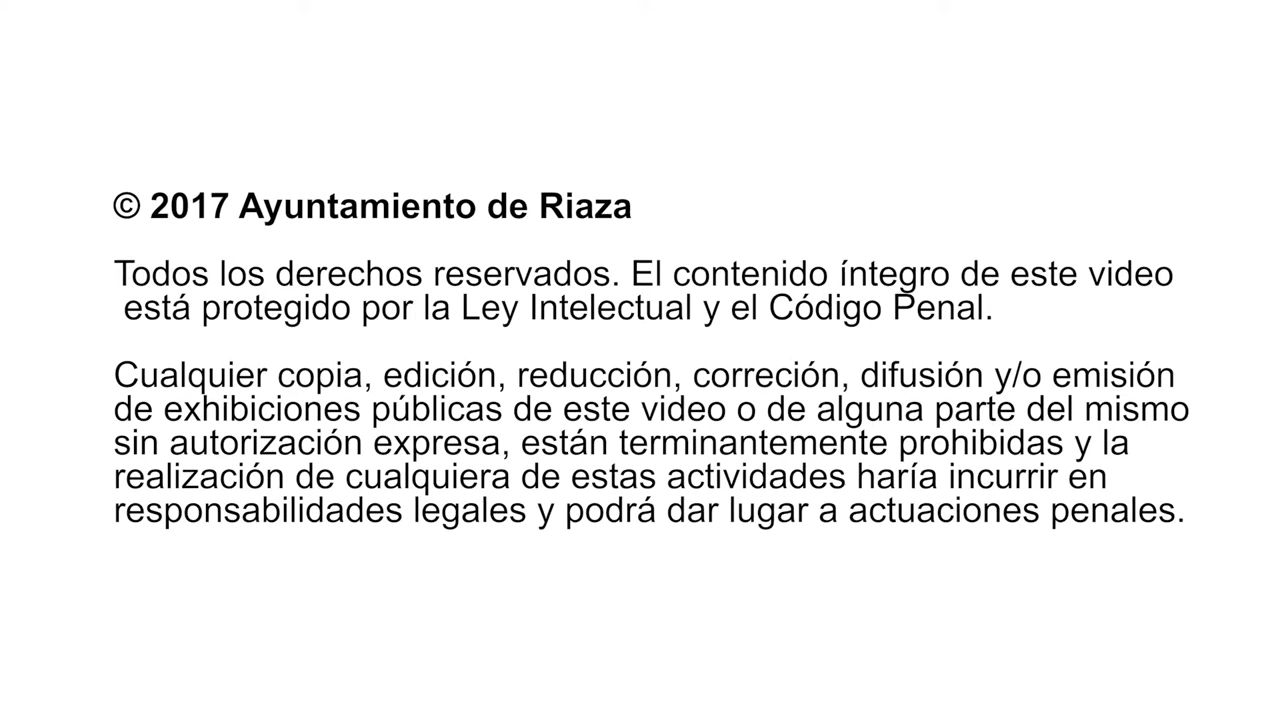 © 2017 Ayuntamiento de Riaza
Todos los derechos reservados. El contenido íntegro de este video
está protegido por la Ley Intelectual y el Código Penal.
Cualquier copia, edición, reducción, correción, difusión y/o emisión
de exhibiciones públicas de este video o de alguna parte del mismo
sin autorización expresa, están terminantemente prohibidas y la
realización de cualquiera de estas actividades haría incurrir en
responsabilidades legales y podrá dar lugar a actuaciones penales.